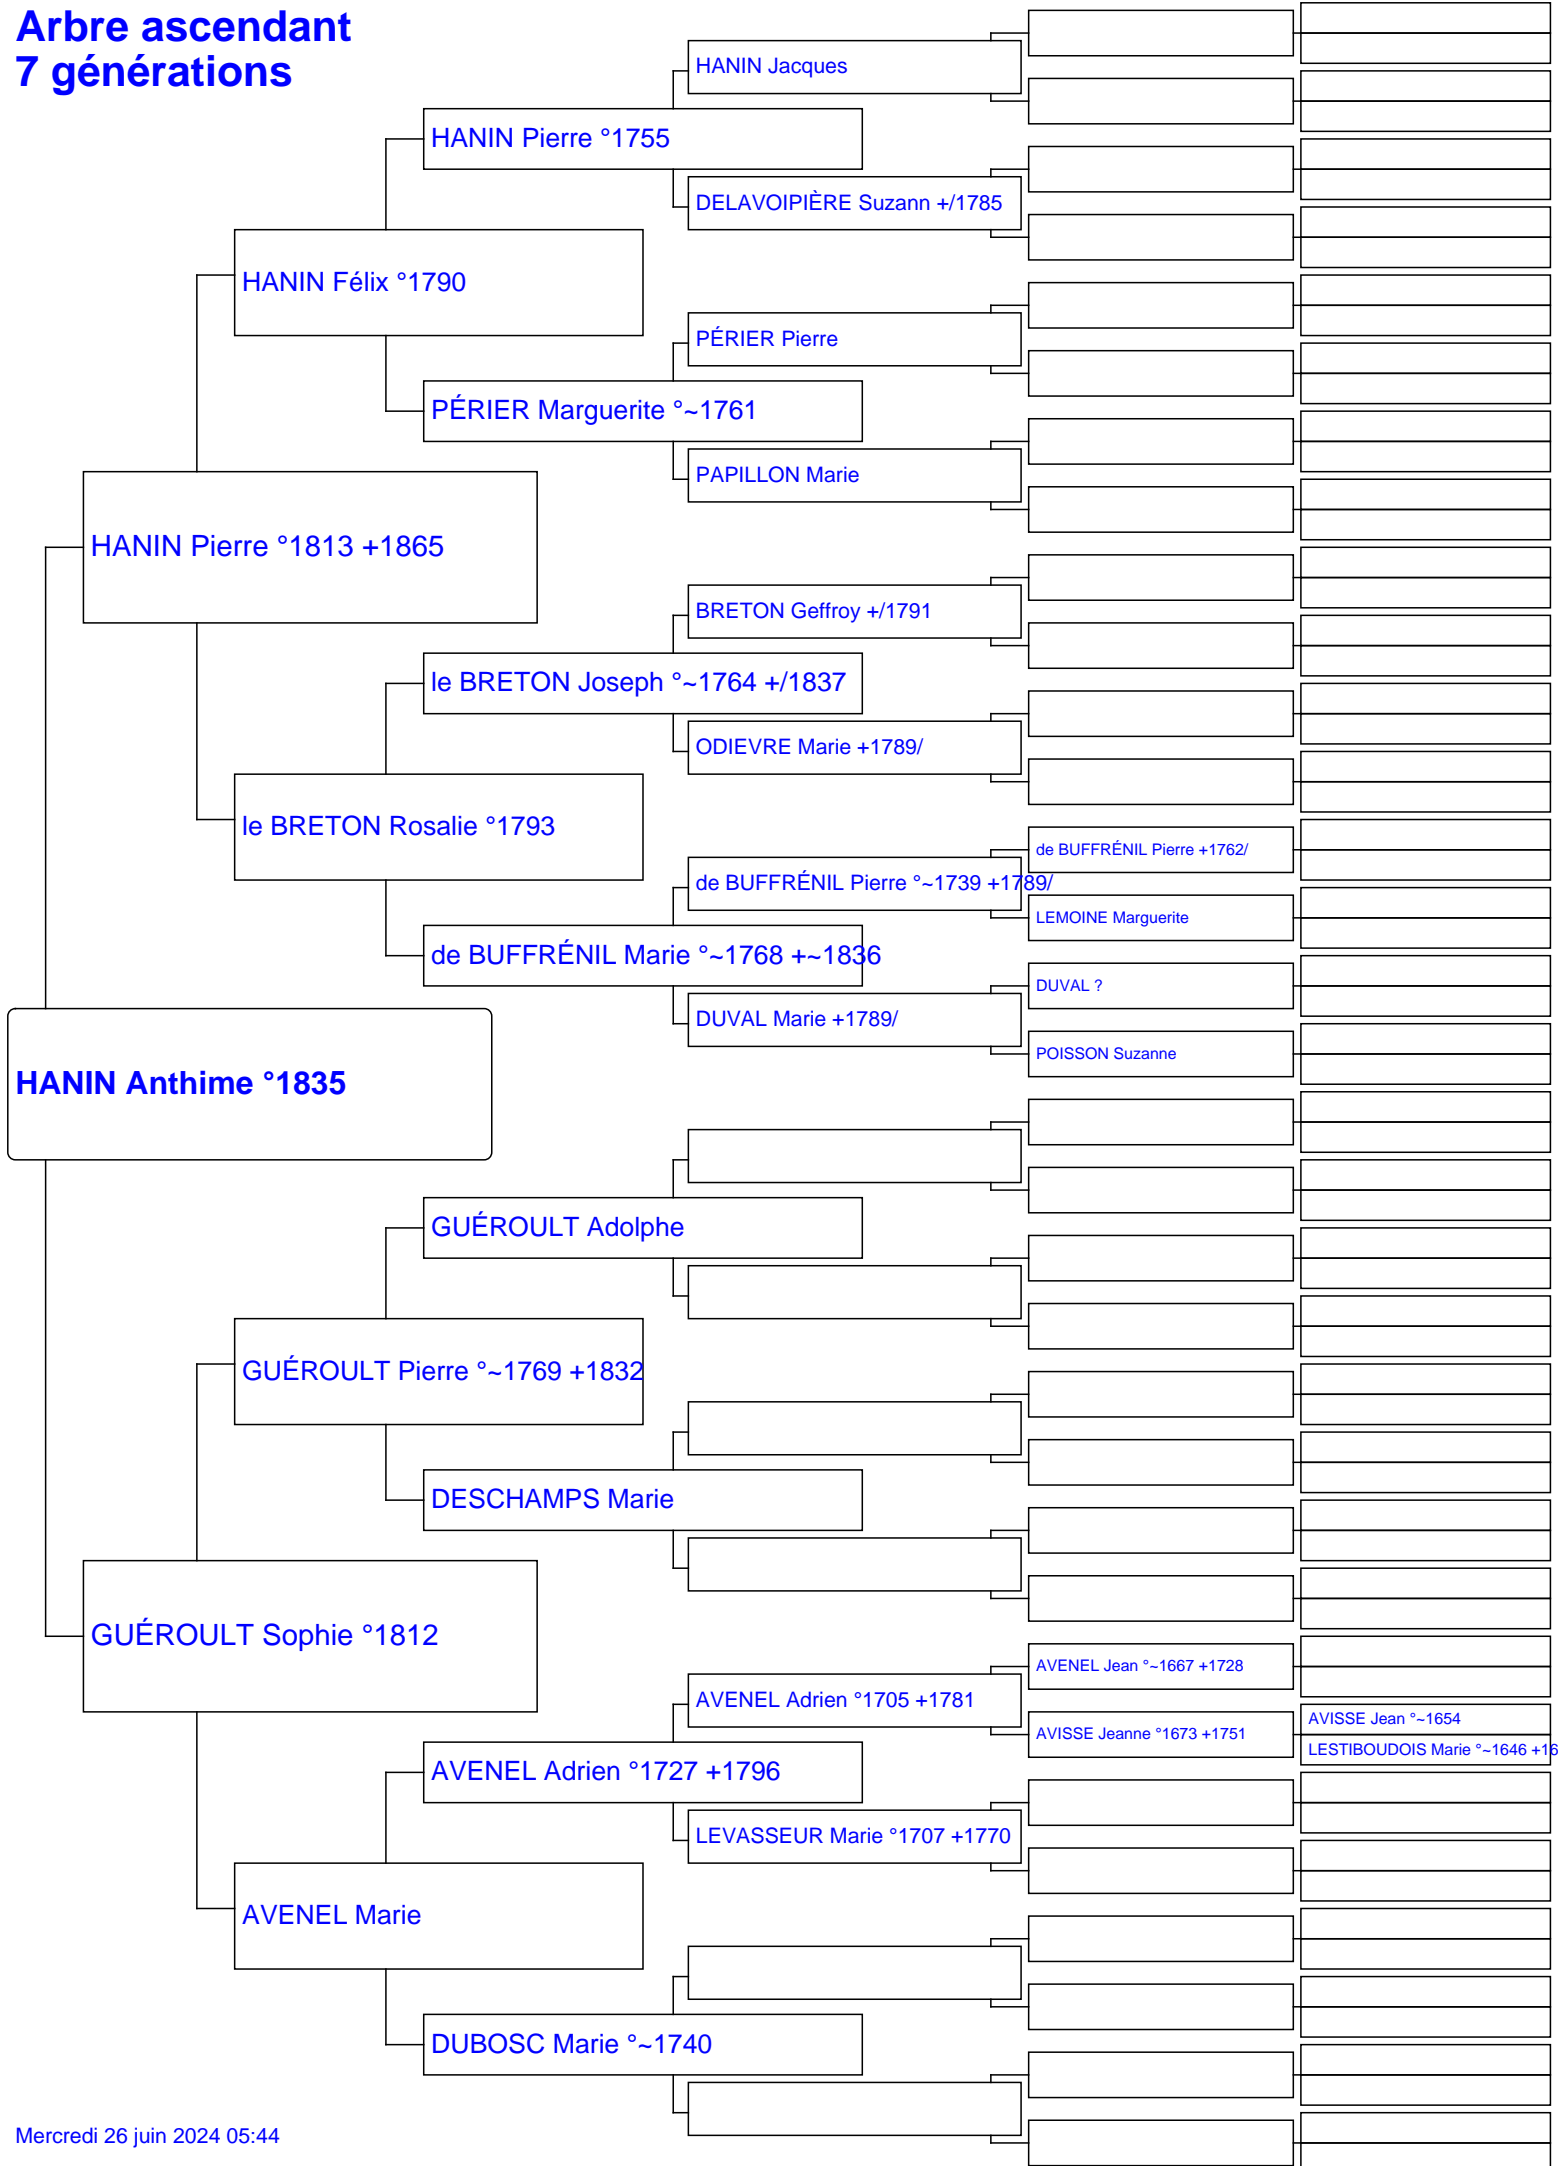 Arbre ascendant
7 générations
HANIN Jacques
HANIN Pierre °1755
DELAVOIPIÈRE Suzann +/1785
HANIN Félix °1790
PÉRIER Pierre
PÉRIER Marguerite °~1761
PAPILLON Marie
HANIN Pierre °1813 +1865
BRETON Geffroy +/1791
le BRETON Joseph °~1764 +/1837
ODIEVRE Marie +1789/
le BRETON Rosalie °1793
de BUFFRÉNIL Pierre +1762/
de BUFFRÉNIL Pierre °~1739 +1789/
LEMOINE Marguerite
de BUFFRÉNIL Marie °~1768 +~1836
DUVAL ?
DUVAL Marie +1789/
POISSON Suzanne
HANIN Anthime °1835
GUÉROULT Adolphe
GUÉROULT Pierre °~1769 +1832
DESCHAMPS Marie
GUÉROULT Sophie °1812
AVENEL Jean °~1667 +1728
AVENEL Adrien °1705 +1781
AVISSE Jean °~1654
AVISSE Jeanne °1673 +1751
LESTIBOUDOIS Marie °~1646 +16
AVENEL Adrien °1727 +1796
LEVASSEUR Marie °1707 +1770
AVENEL Marie
DUBOSC Marie °~1740
Mercredi 26 juin 2024 05:44